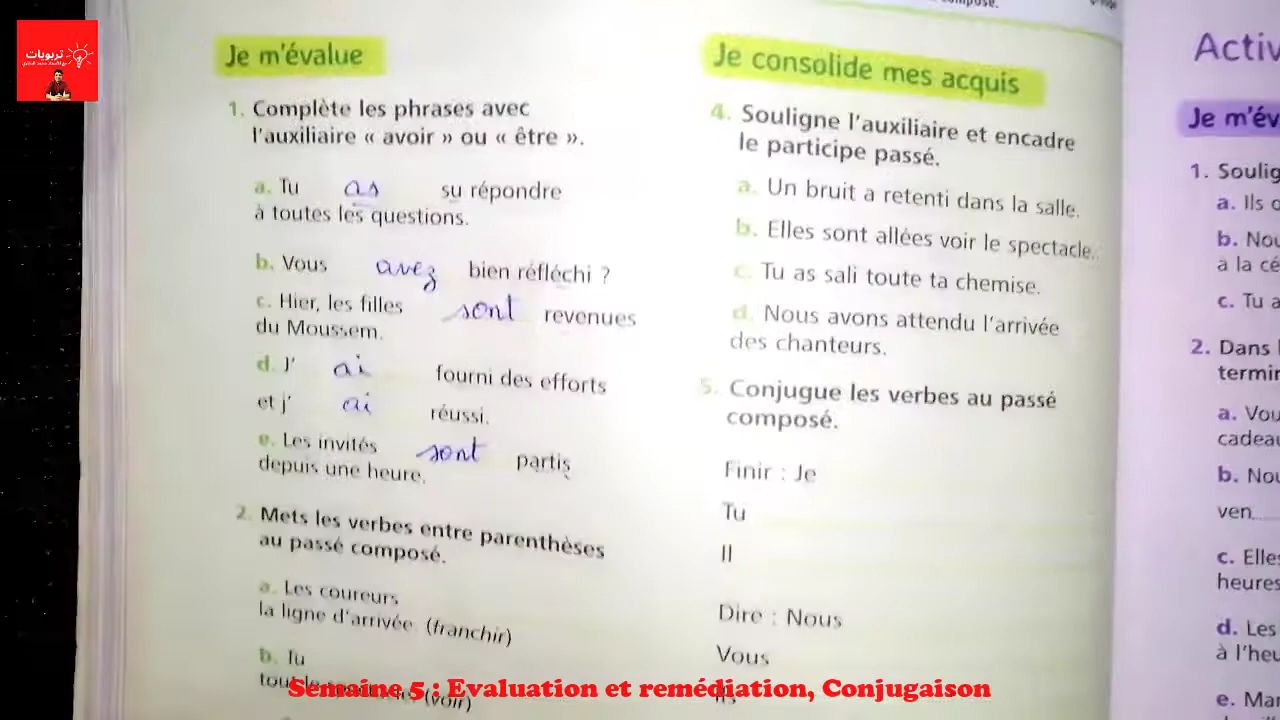 تربويات
Je m'évalue
1. Complète les phrases avec
l'auxiliaire « avoir » ou « être ».
a. Tu as su répondre
à toutes les questions.
b. Vous avez bien réfléchi ?
c. Hier, les filles sont revenues
du Moussem.
d. J' ai fourni des efforts
et j' ai réussi.
e. Les invités sont partis
depuis une heure.
2. Mets les verbes entre parenthèses
au passé composé.
a. Les coureurs
la ligne d'arrivée. (franchir)
b. Tu
(voir)
Je consolide mes acquis
4. Souligne l'auxiliaire et encadre
le participe passé.
a. Un bruit a retenti dans la salle.
b. Elles sont allées voir le spectacle.
c. Tu as sali toute ta chemise.
d. Nous avons attendu l'arrivée
des chanteurs.
5. Conjugue les verbes au passé
composé.
Finir : Je
Tu
Il
Dire : Nous
Vous
Ils
Activ
Je m'év
1. Soulig
a. Ils
b. Nou
à la cé
c. Tu a
2. Dans
termin
a. Vou
cadeau
b. Nou
ven
c. Elle
heures
d. Les
à l'heu
e. Mar
Semaine 5 : Evaluation et remédiation, Conjugaison